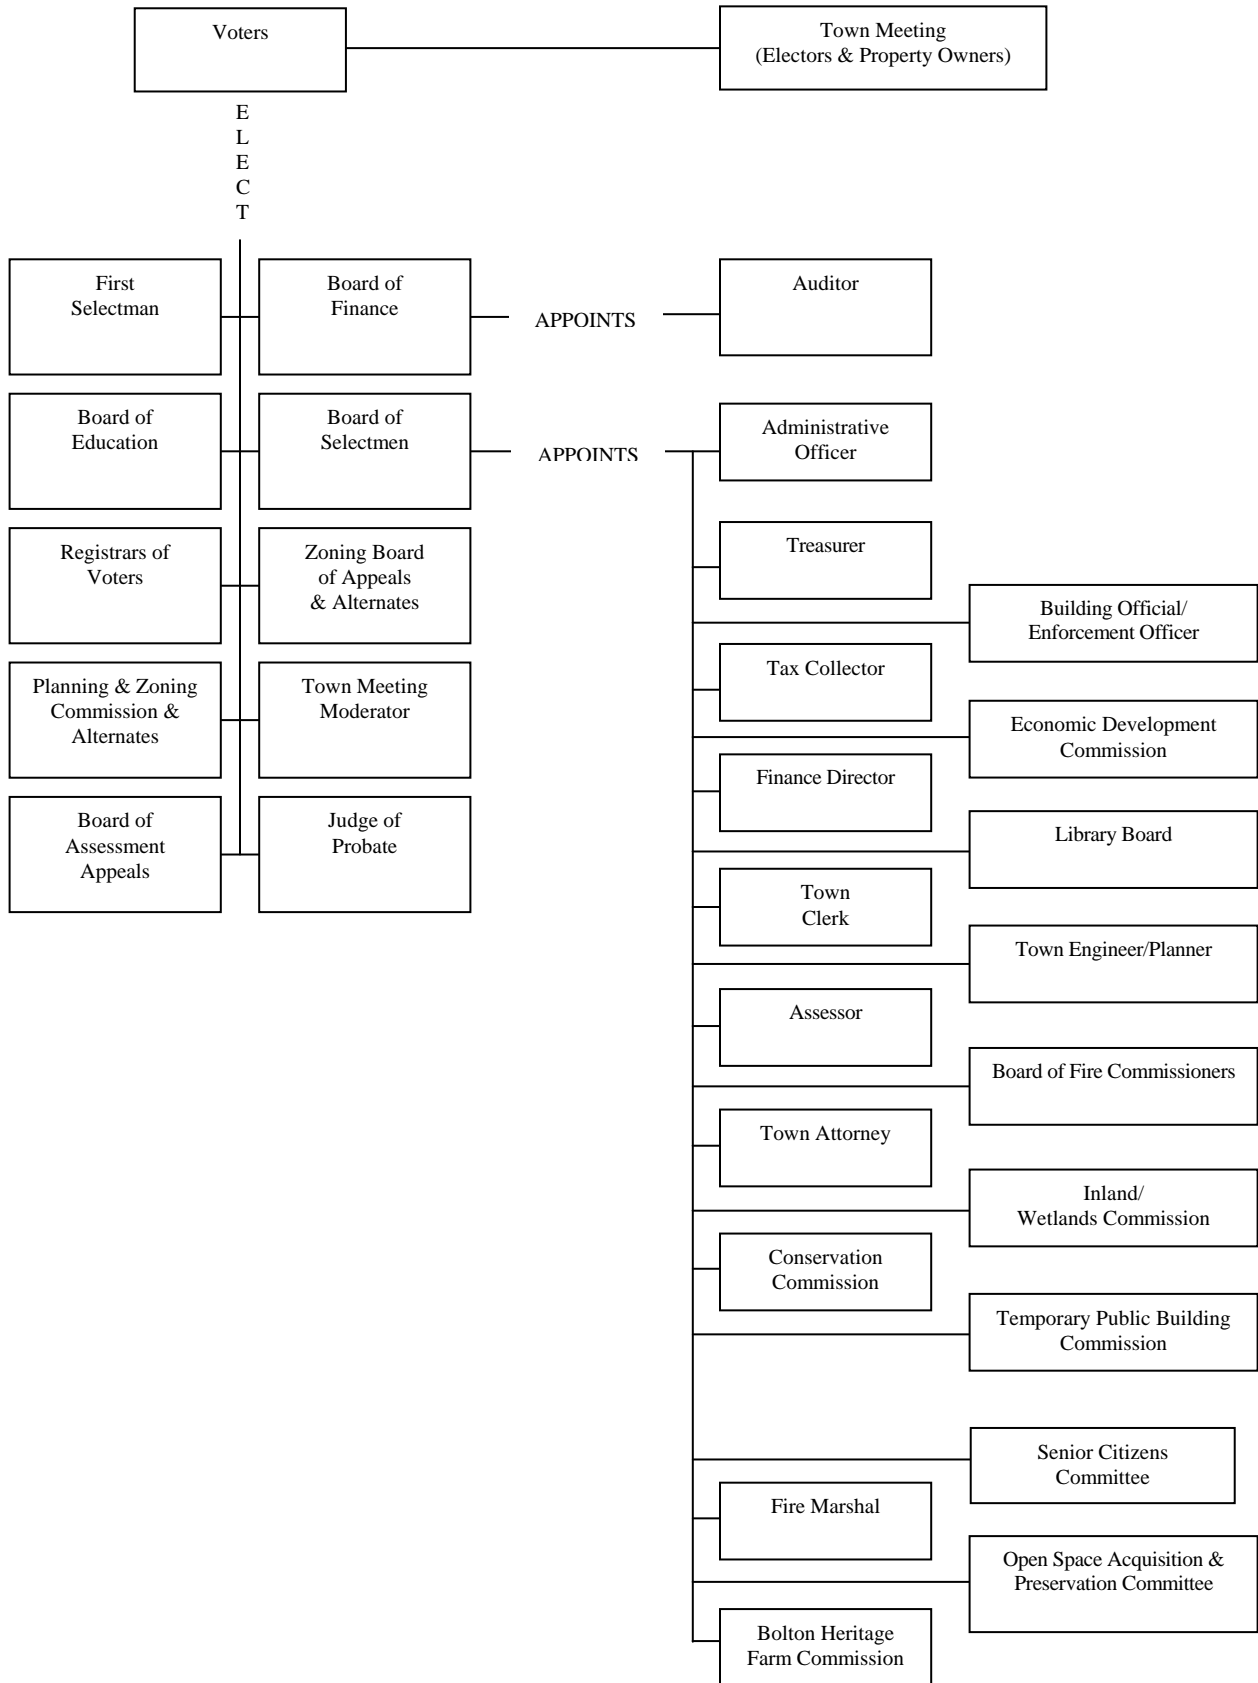 Voters
Town Meeting
(Electors & Property Owners)
E
L
E
C
T
First
Selectman
Board of
Finance
APPOINTS
Auditor
Board of
Education
Board of
Selectmen
APPOINTS
Administrative
Officer
Registrars of
Voters
Zoning Board
of Appeals
& Alternates
Treasurer
Building Official/
Enforcement Officer
Planning & Zoning
Commission &
Alternates
Town Meeting
Moderator
Tax Collector
Economic Development
Commission
Board of
Assessment
Appeals
Judge of
Probate
Finance Director
Library Board
Town
Clerk
Town Engineer/Planner
Assessor
Board of Fire Commissioners
Town Attorney
Inland/
Wetlands Commission
Conservation
Commission
Temporary Public Building
Commission
Senior Citizens
Committee
Fire Marshal
Open Space Acquisition &
Preservation Committee
Bolton Heritage
Farm Commission